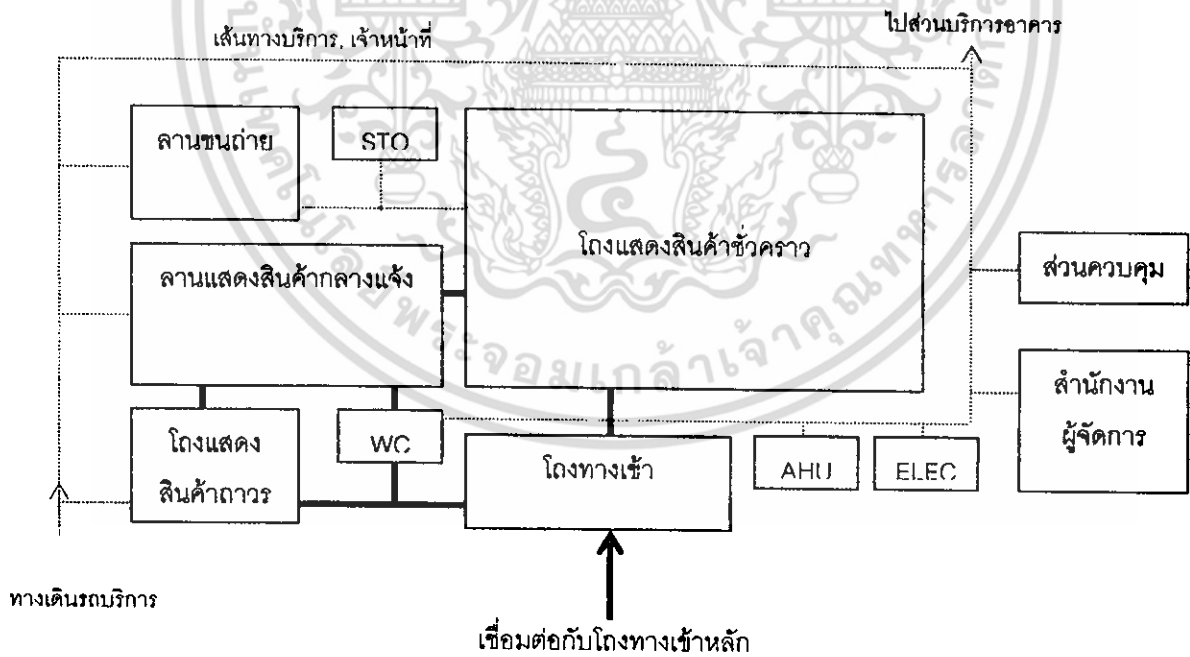 ไปส่วนบริการอาคาร
เส้นทางบริการ, เจ้าหน้าที่
ลานขนถ่าย
STO
โถงแสดงสินค้าชั่วคราว
ลานแสดงสินค้ากลางแจ้ง
ส่วนควบคุม
สำนักงาน
ผู้จัดการ
โถงแสดง
สินค้าถาวร
WC
โถงทางเข้า
AHU
ELEC
ทางเดินรถบริการ
เชื่อมต่อกับโถงทางเข้าหลัก